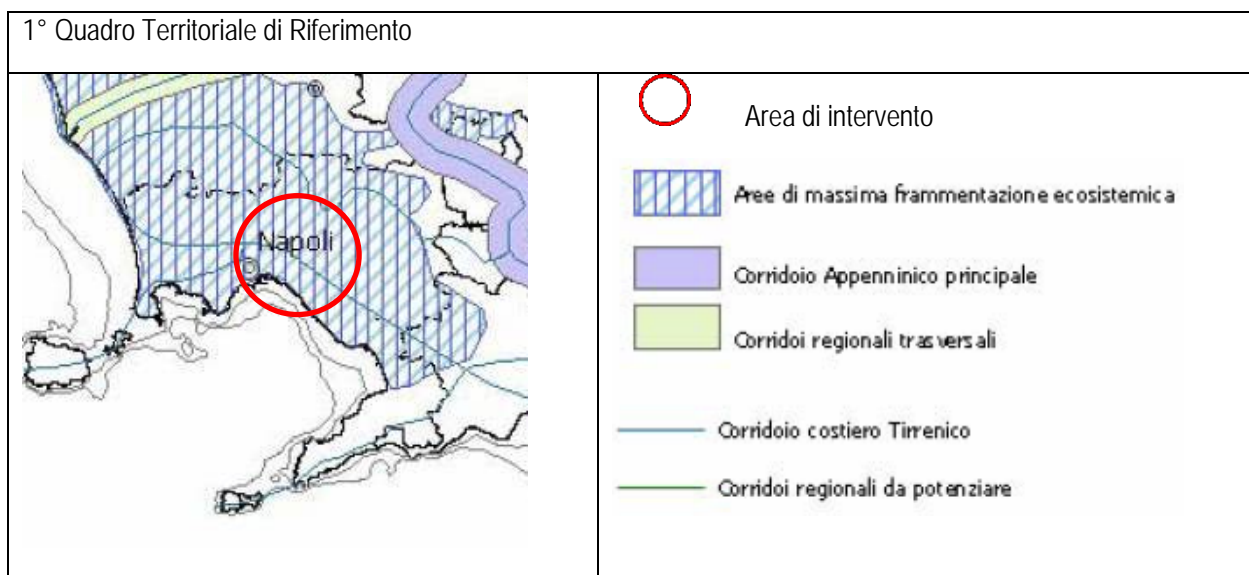 1° Quadro Territoriale di Riferimento
Napoli
Area di intervento
Aree di massima frammentazione ecosistemica
Corridoio Appenninico principale
Corridoi regionali trasversali
Corridoio costiero Tirrenico
Corridoi regionali da potenziare